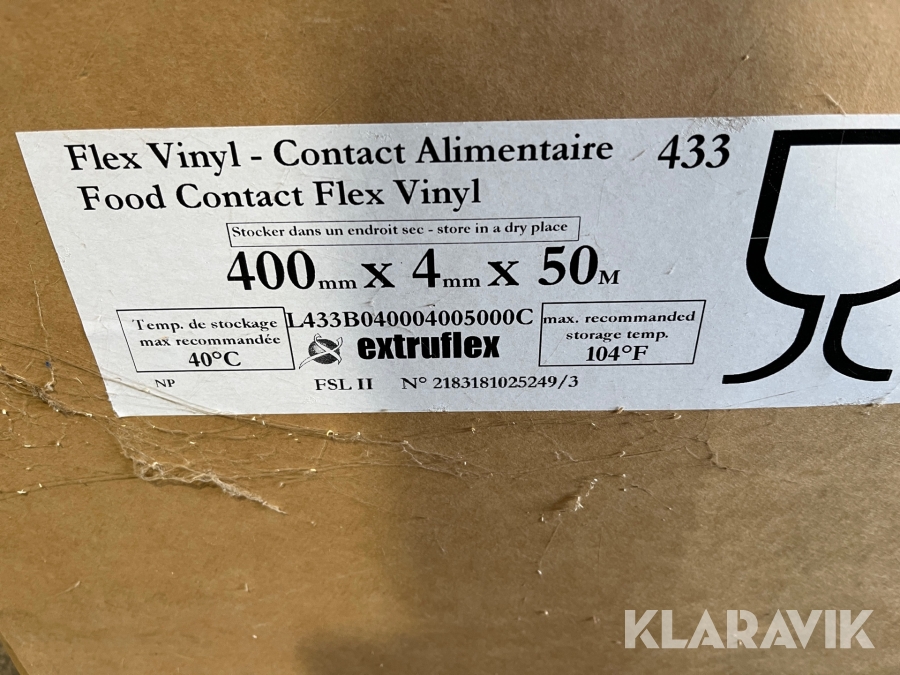 Flex Vinyl - Contact Alimentaire 433
Food Contact Flex Vinyl
Stocker dans un endroit sec - store in a dry place
400mm x 4mm x 50M
L433B040004005000C
Temp. de stockage
max recommandée
40°C
extruflex
max. recommanded
storage temp.
104°F
NP FSL II N° 2183181025249/3
KLARAVIK